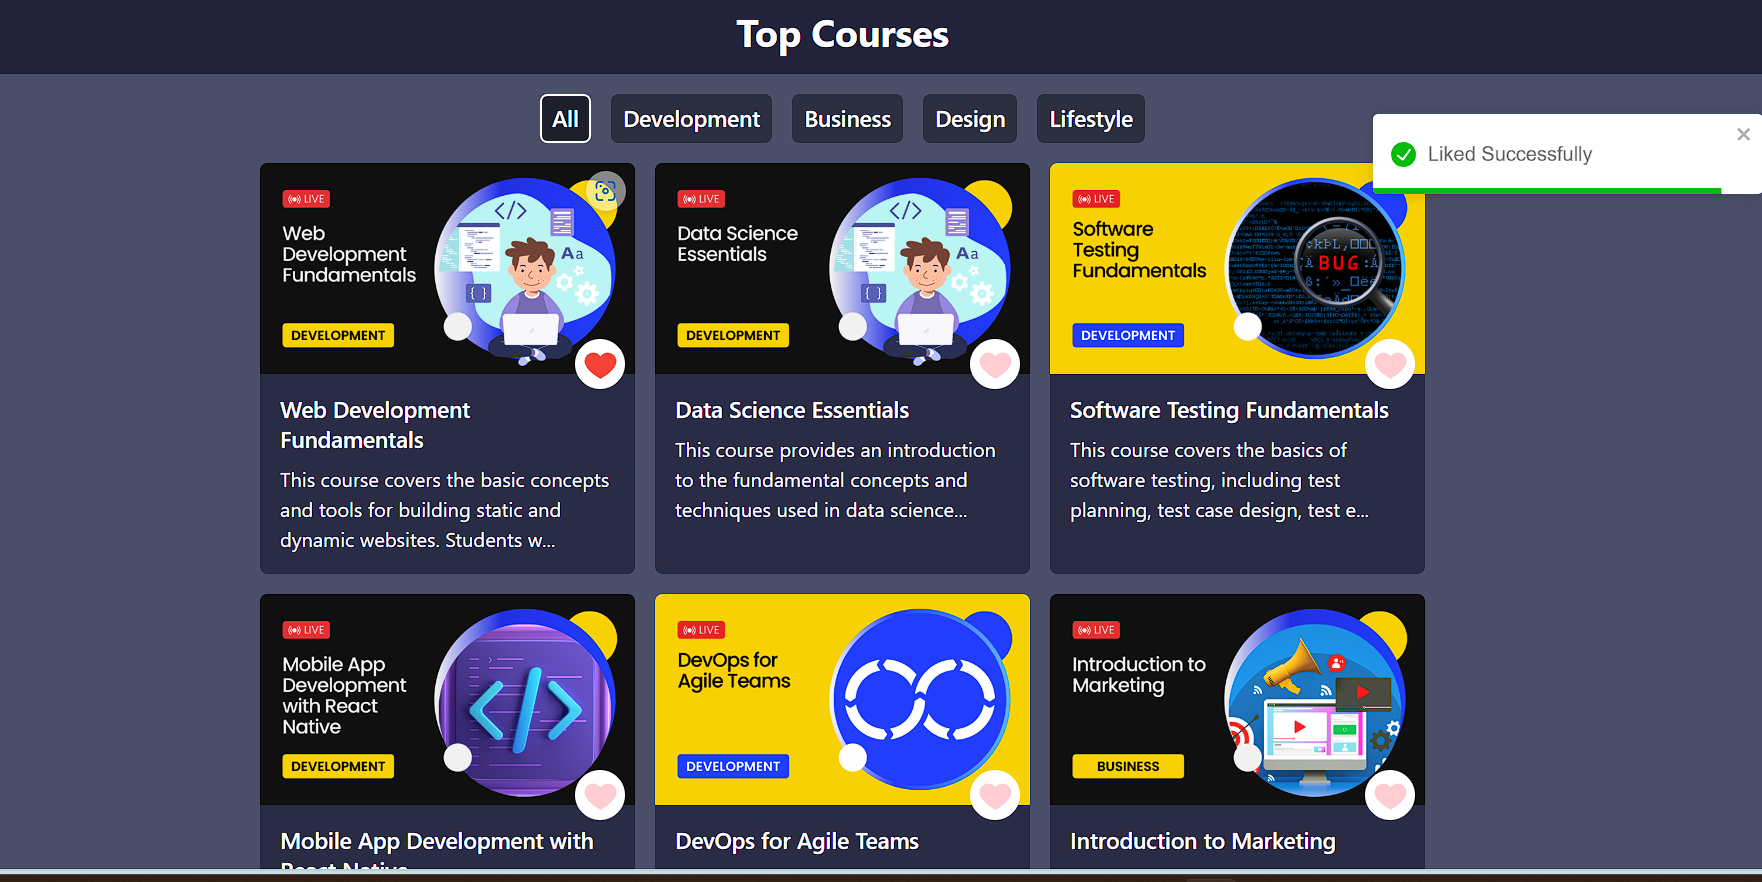 Top Courses
All
Development
Business
Design
Lifestyle
Liked Successfully
LIVE
Web
Development
Fundamentals
</>
Aa
{ }
DEVELOPMENT
Web Development
Fundamentals
This course covers the basic concepts
and tools for building static and
dynamic websites. Students w...
LIVE
Data Science
Essentials
</>
Aa
{ }
DEVELOPMENT
Data Science Essentials
This course provides an introduction
to the fundamental concepts and
techniques used in data science...
LIVE
Software
Testing
Fundamentals
BUG
DEVELOPMENT
Software Testing Fundamentals
This course covers the basics of
software testing, including test
planning, test case design, test e...
LIVE
Mobile App
Development
with React
Native
</>
DEVELOPMENT
Mobile App Development with
React Native
LIVE
DevOps for
Agile Teams
DEVELOPMENT
DevOps for Agile Teams
LIVE
Introduction to
Marketing
BUSINESS
Introduction to Marketing